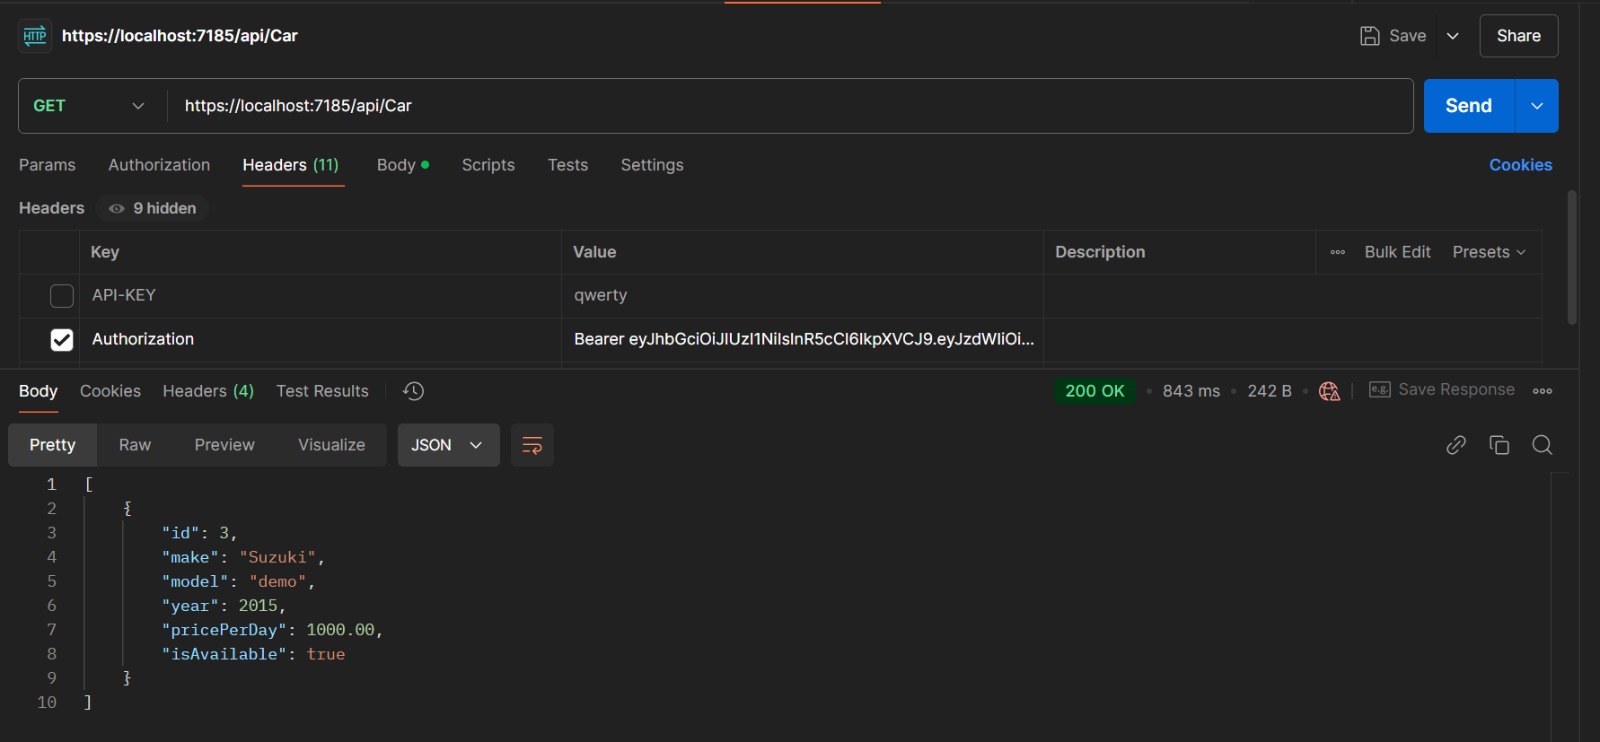 HTTP https://localhost:7185/api/Car Save Share
GET https://localhost:7185/api/Car Send
Params Authorization Headers (11) Body Scripts Tests Settings Cookies
Headers 9 hidden
Key Value Description Bulk Edit Presets
API-KEY qwerty
Authorization Bearer eyJhbGciOiJIUzI1NiIsInR5cCI6IkpXVCJ9.eyJzdWIiOi...
Body Cookies Headers (4) Test Results 200 OK • 843 ms • 242 B • e.g. Save Response
Pretty Raw Preview Visualize JSON
1 [
2 {
3 "id": 3,
4 "make": "Suzuki",
5 "model": "demo",
6 "year": 2015,
7 "pricePerDay": 1000.00,
8 "isAvailable": true
9 }
10 ]